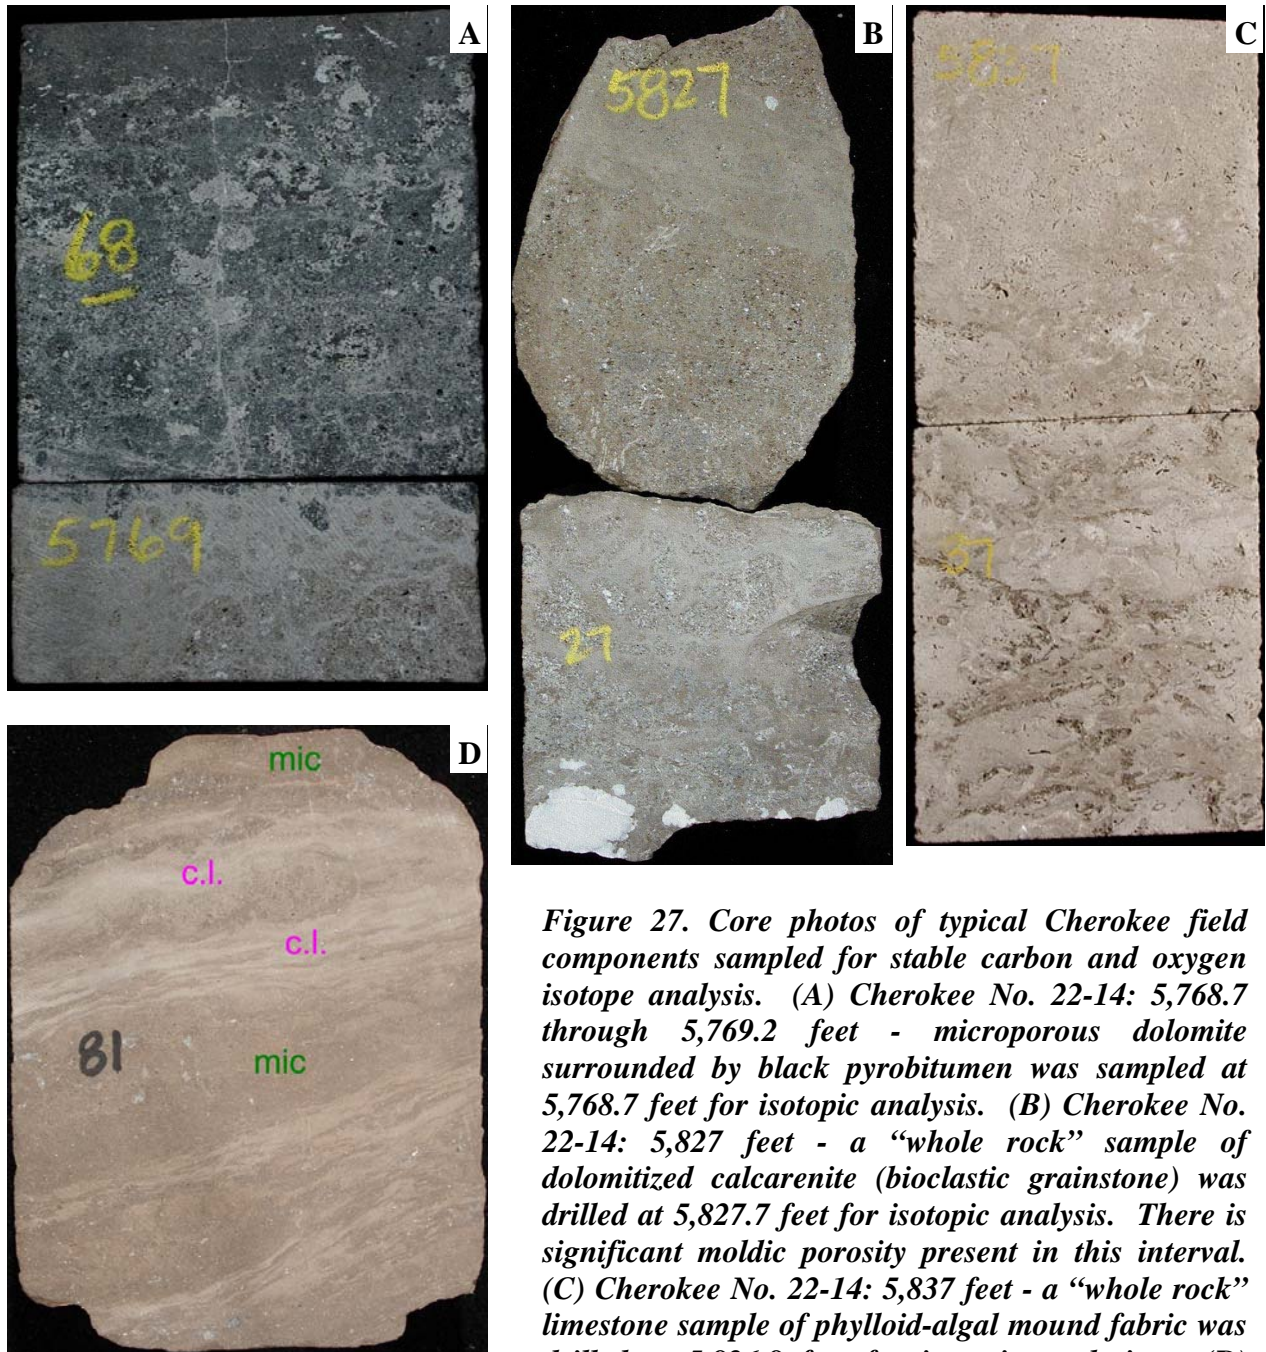 A
68
5769
B
5827
27
C
5837
37
D
mic
c.l.
c.l.
81
mic
Figure 27. Core photos of typical Cherokee field
components sampled for stable carbon and oxygen
isotope analysis. (A) Cherokee No. 22-14: 5,768.7
through 5,769.2 feet - microporous dolomite
surrounded by black pyrobitumen was sampled at
5,768.7 feet for isotopic analysis. (B) Cherokee No.
22-14: 5,827 feet - a “whole rock” sample of
dolomitized calcarenite (bioclastic grainstone) was
drilled at 5,827.7 feet for isotopic analysis. There is
significant moldic porosity present in this interval.
(C) Cherokee No. 22-14: 5,837 feet - a “whole rock”
limestone sample of phylloid-algal mound fabric was